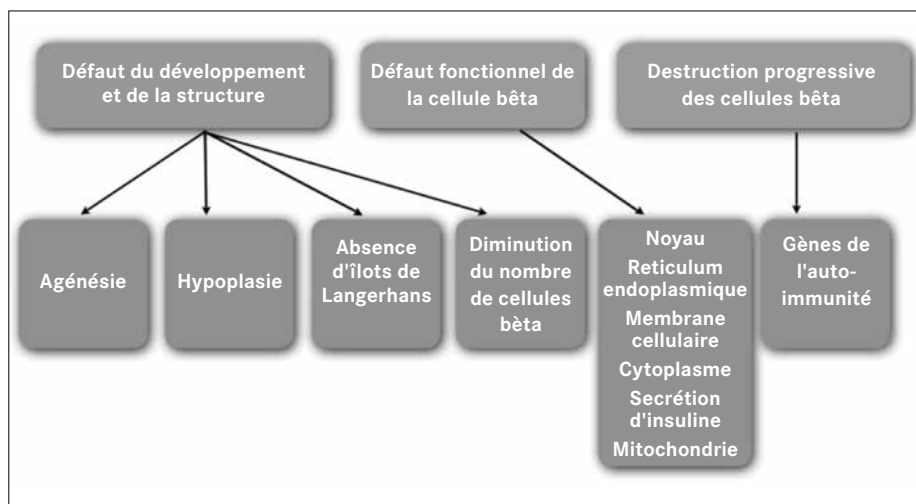 Défaut du développement
et de la structure
Défaut fonctionnel de
la cellule bêta
Destruction progressive
des cellules bêta
Agénésie
Hypoplasie
Absence
d'îlots de
Langerhans
Diminution
du nombre
de cellules
bèta
Noyau
Reticulum
endoplasmique
Membrane
cellulaire
Cytoplasme
Secrétion
d'insuline
Mitochondrie
Gènes de
l'auto-
immunité